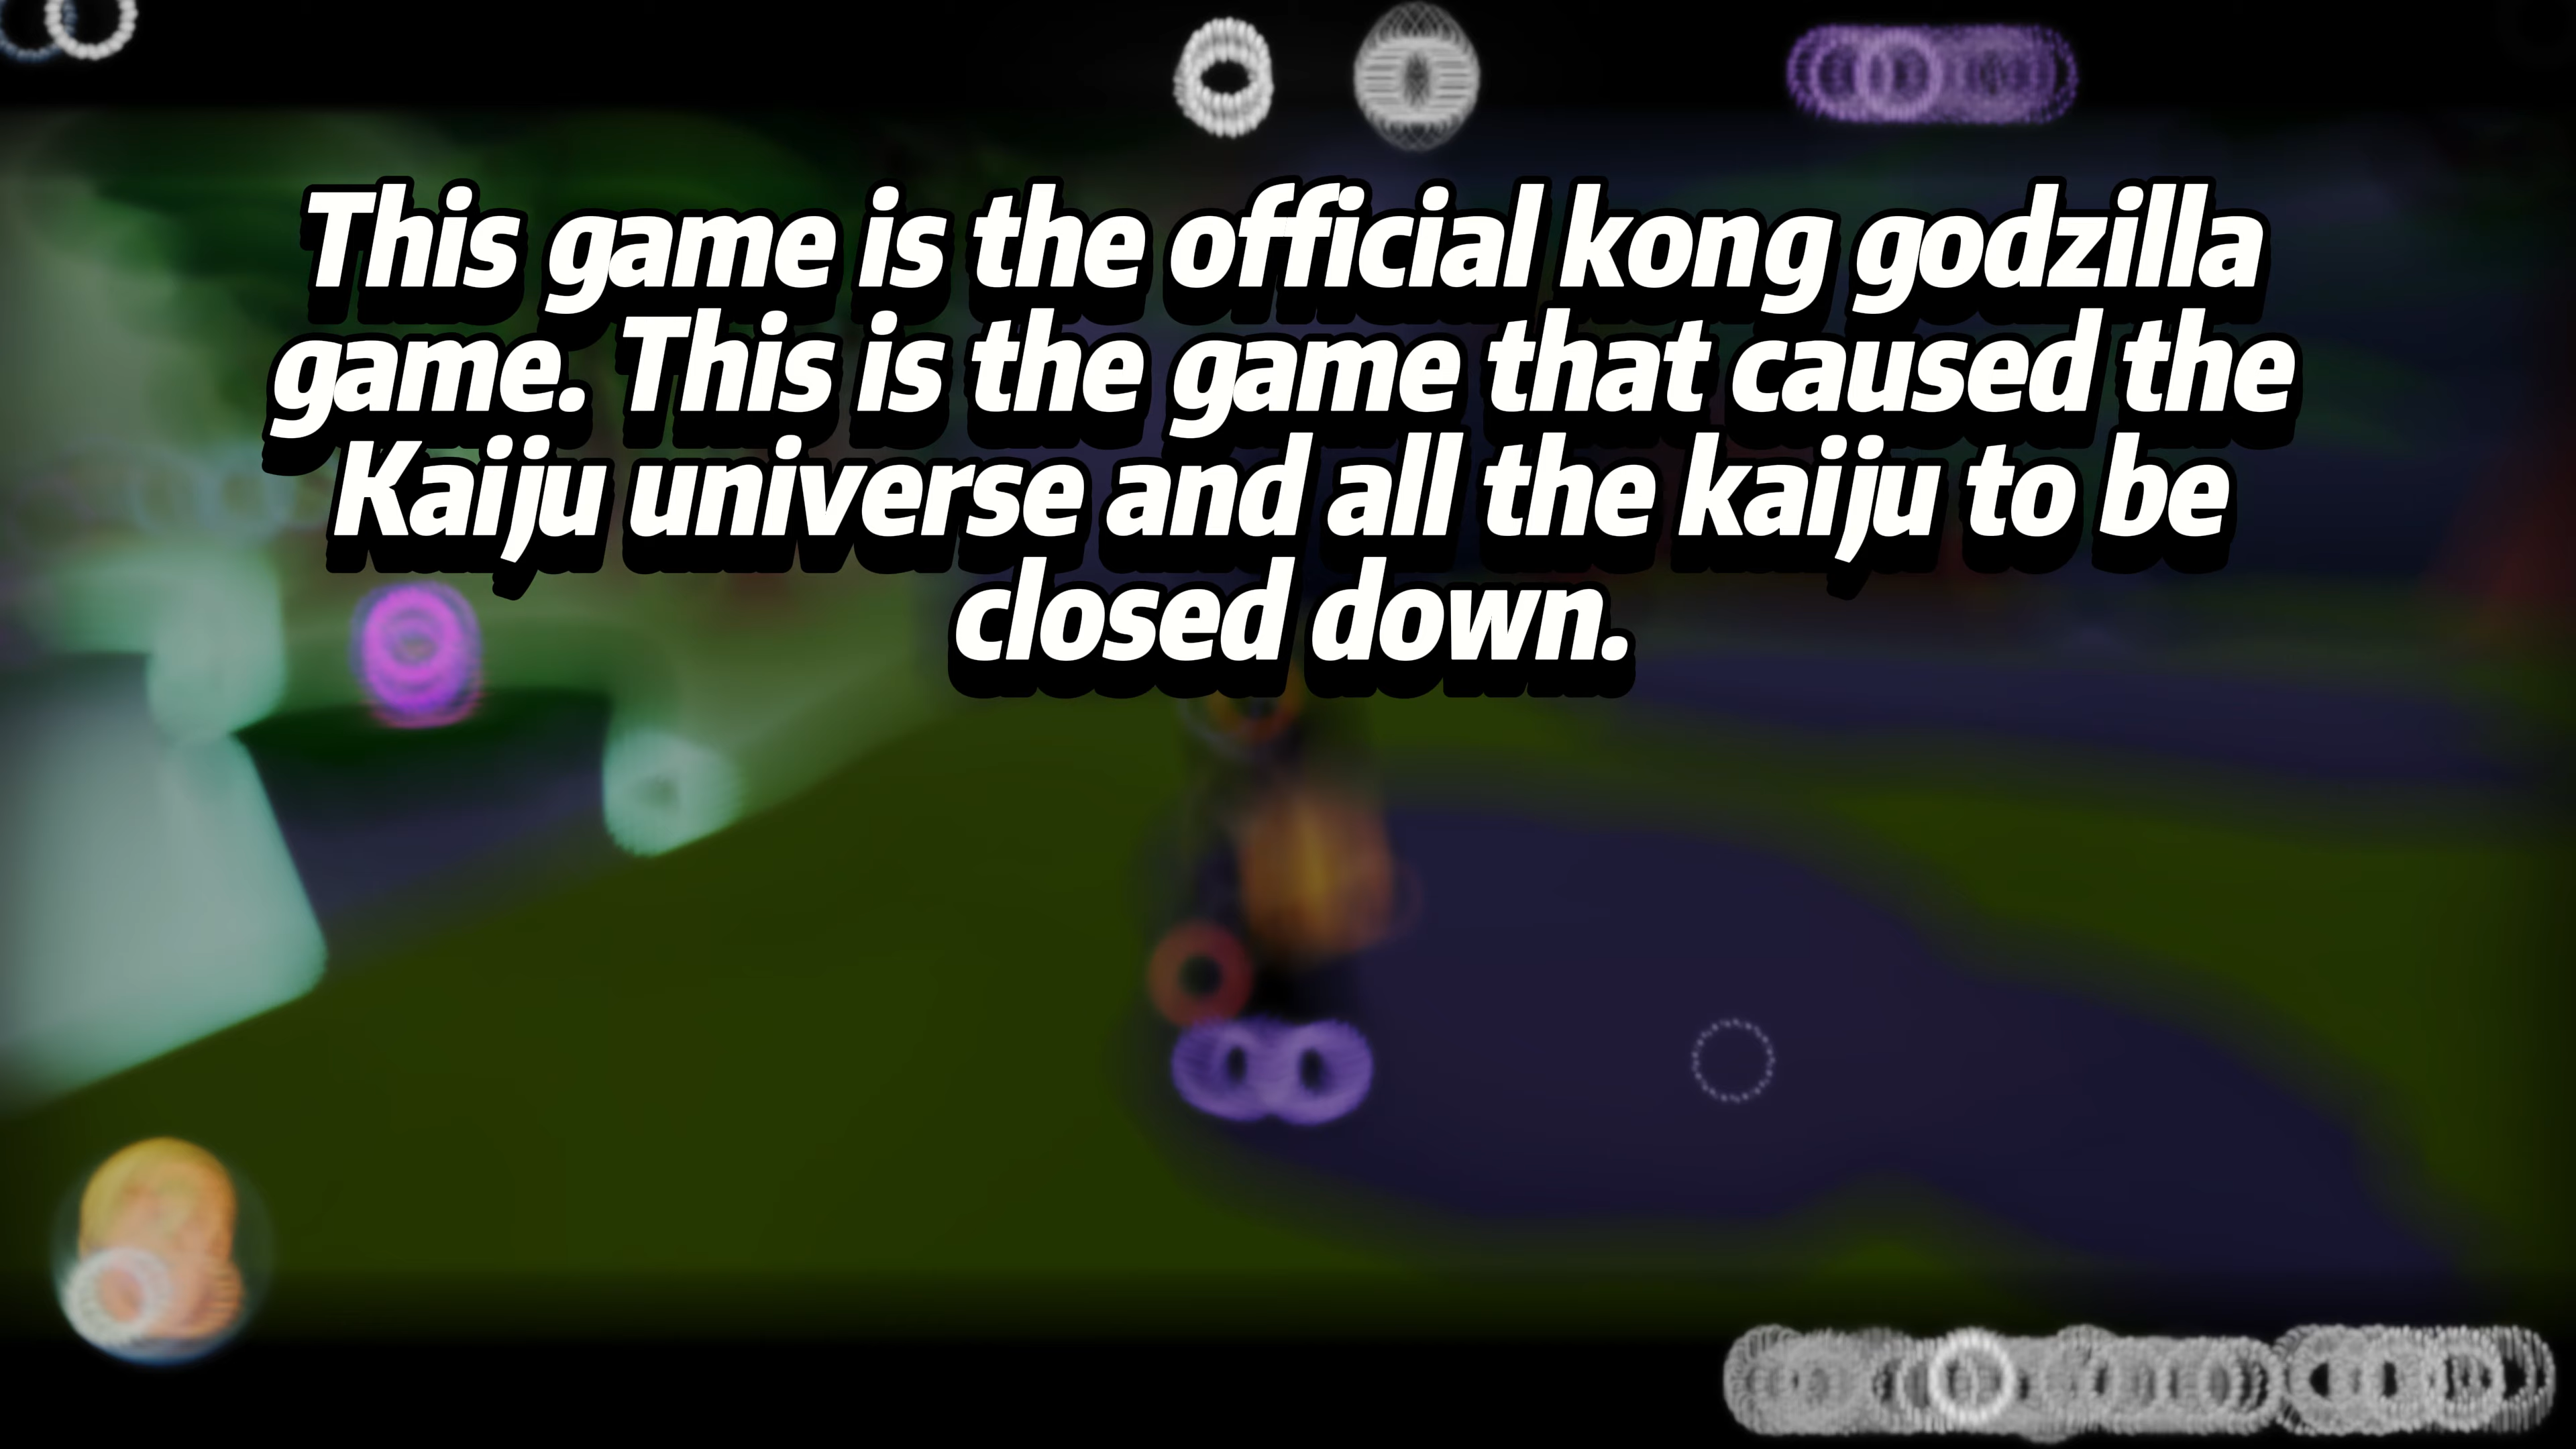 This game is the official kong godzilla
game. This is the game that caused the
Kaiju universe and all the kaiju to be
closed down.